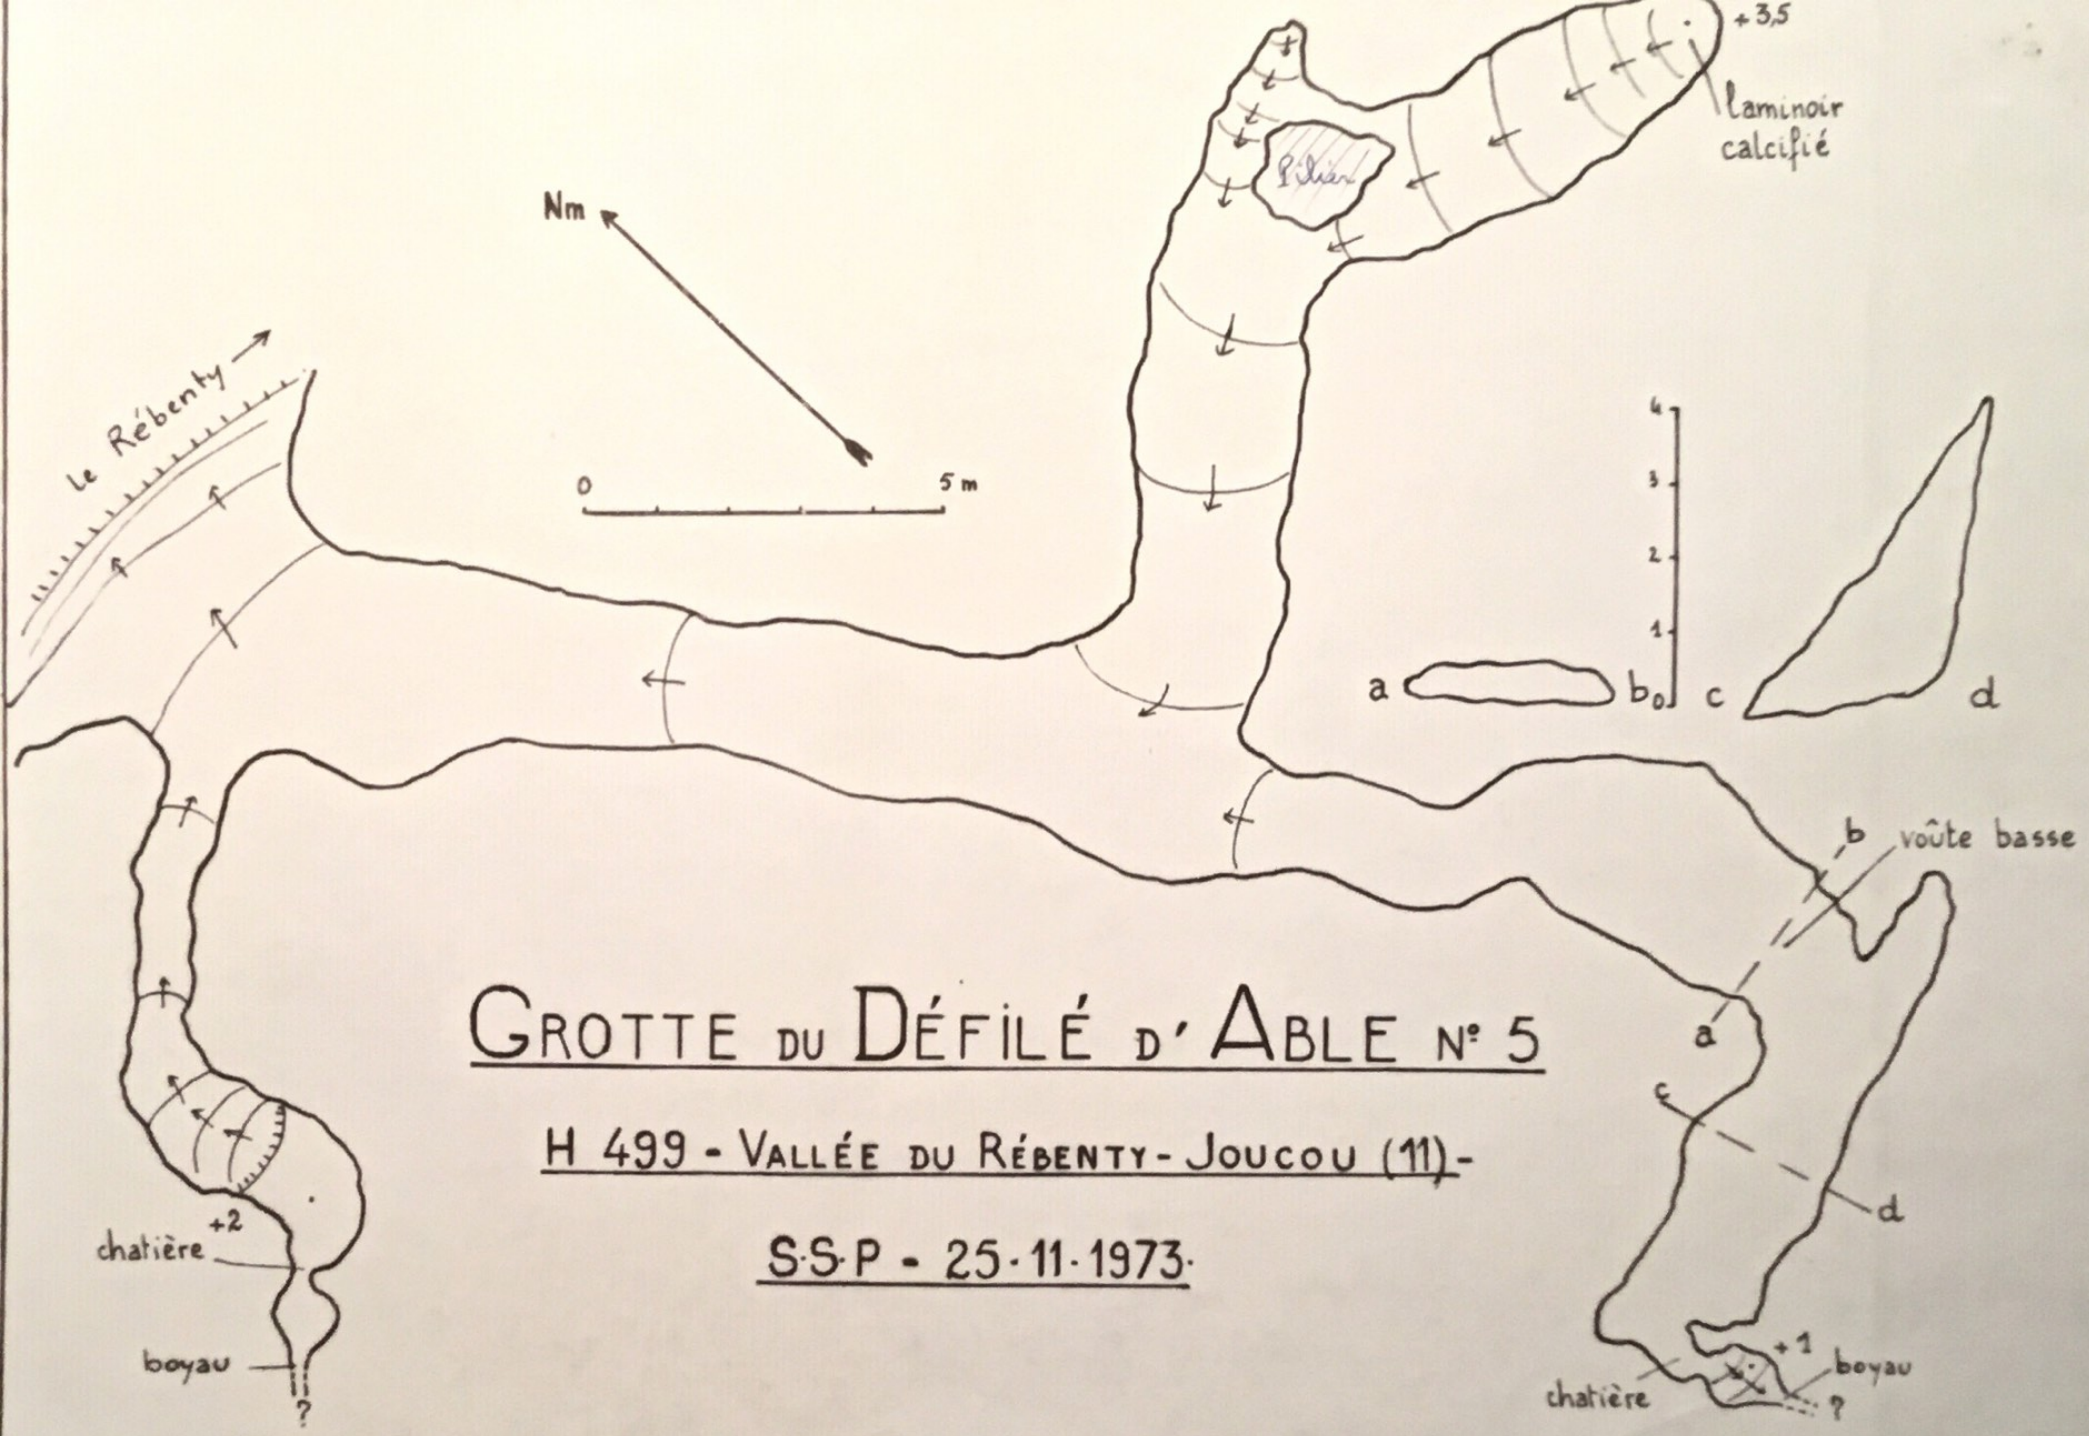 +3,5
laminoir
calcifié
Pilier
Nm
le Rébenty
0 5 m
4
3
2
1
0
a b c d
b voûte basse
a
c
d
GROTTE DU DÉFILÉ D' ABLE N° 5
H 499 - VALLÉE DU RÉBENTY - JOUCOU (11) -
S.S.P - 25.11.1973.
+2
chatière
boyau
?
+1
boyau
chatière
?